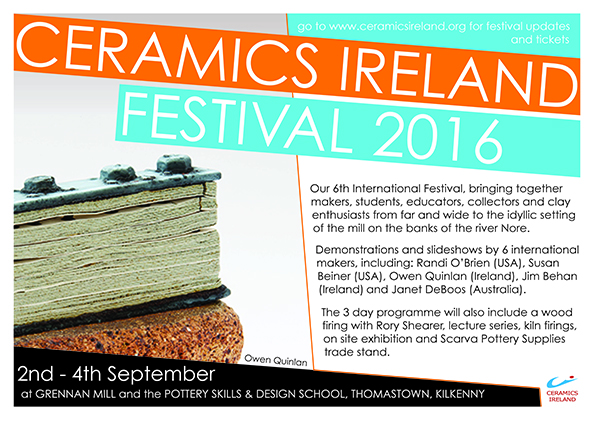 go to www.ceramicsireland.org for festival updates
and tickets
CERAMICS IRELAND
FESTIVAL 2016
Our 6th International Festival, bringing together
makers, students, educators, collectors and clay
enthusiasts from far and wide to the idyllic setting
of the mill on the banks of the river Nore.
Demonstrations and slideshows by 6 international
makers, including: Randi O'Brien (USA), Susan
Beiner (USA), Owen Quinlan (Ireland), Jim Behan
(Ireland) and Janet DeBoos (Australia).
The 3 day programme will also include a wood
firing with Rory Shearer, lecture series, kiln firings,
on site exhibition and Scarva Pottery Supplies
trade stand.
Owen Quinlan
2nd - 4th September
at GRENNAN MILL and the POTTERY SKILLS & DESIGN SCHOOL, THOMASTOWN, KILKENNY
CERAMICS
IRELAND